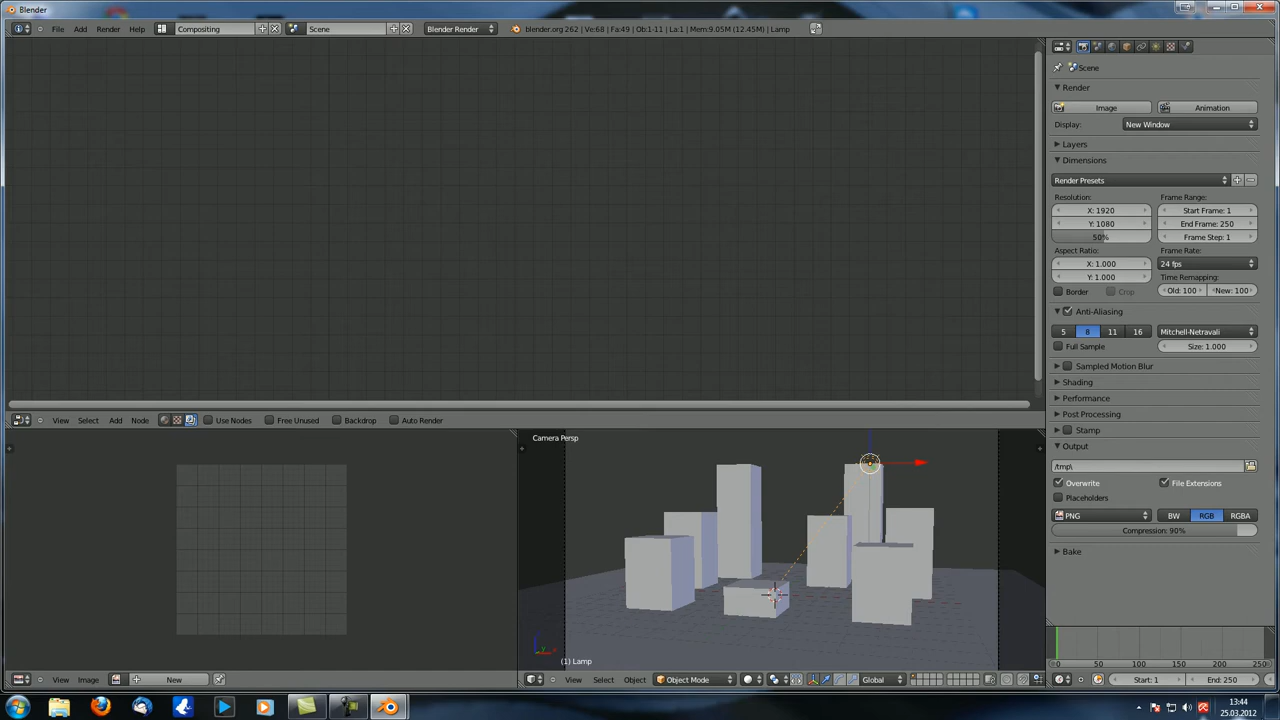 Blender
File Add Render Help Compositing Scene Blender Render blender.org 262 | Ve:68 | Fa:49 | Ob:1-11 | La:1 | Mem:9.05M (12.45M) | Lamp
Scene
Render
Image Animation
Display: New Window
Layers
Dimensions
Render Presets
Resolution: Frame Range:
X: 1920 Start Frame: 1
Y: 1080 End Frame: 250
50% Frame Step: 1
Aspect Ratio: Frame Rate:
X: 1.000 24 fps
Y: 1.000 Time Remapping:
Border Crop Old: 100 New: 100
Anti-Aliasing
5 8 11 16 Mitchell-Netravali
Full Sample Size: 1.000
Sampled Motion Blur
Shading
Performance
Post Processing
Stamp
Output
/tmp\
Overwrite File Extensions
Placeholders
PNG BW RGB RGBA
Compression: 90%
Bake
View Select Add Node Use Nodes Free Unused Backdrop Auto Render
Camera Persp
(1) Lamp
0 50 100 150 200 250
View Image New
View Select Object Object Mode Global
Start: 1 End: 250
13:44
25.03.2012